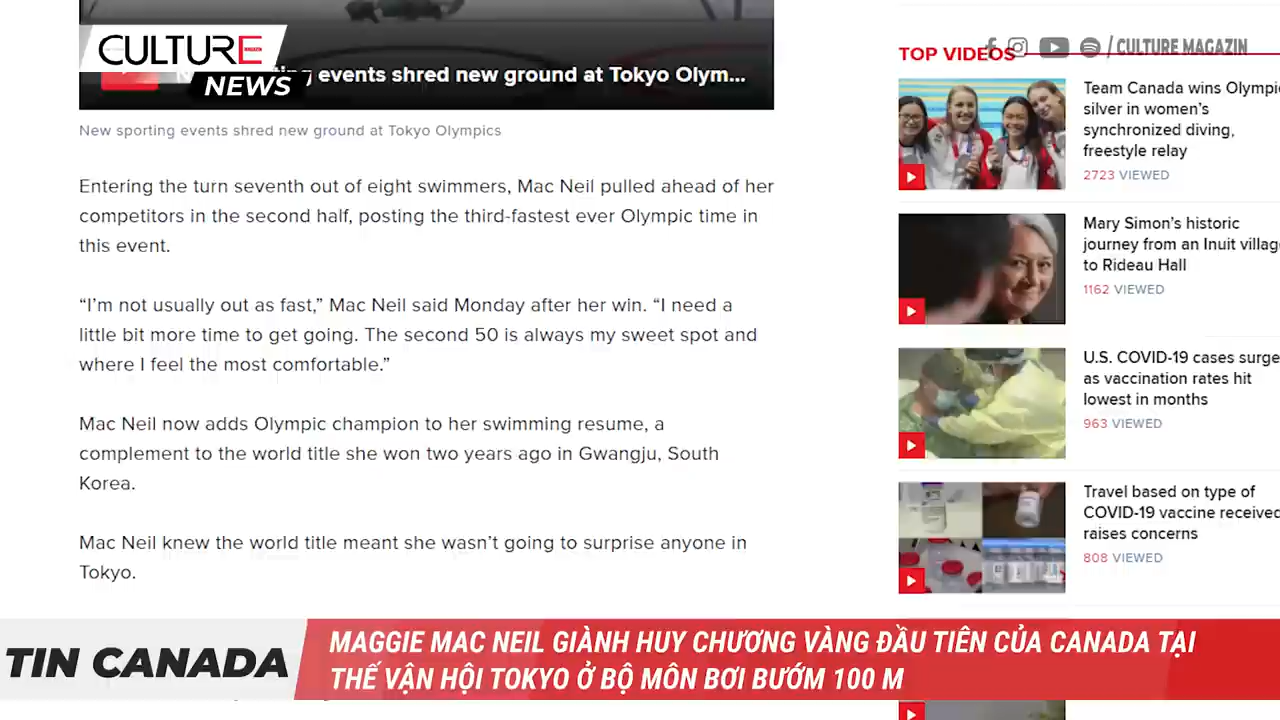 CULTURE
NEWS
events shred new ground at Tokyo Olym...
New sporting events shred new ground at Tokyo Olympics
Entering the turn seventh out of eight swimmers, Mac Neil pulled ahead of her
competitors in the second half, posting the third-fastest ever Olympic time in
this event.
“I’m not usually out as fast,” Mac Neil said Monday after her win. “I need a
little bit more time to get going. The second 50 is always my sweet spot and
where I feel the most comfortable.”
Mac Neil now adds Olympic champion to her swimming resume, a
complement to the world title she won two years ago in Gwangju, South
Korea.
Mac Neil knew the world title meant she wasn’t going to surprise anyone in
Tokyo.
/ CULTURE MAGAZIN
TOP VIDEOS
Team Canada wins Olympic
silver in women’s
synchronized diving,
freestyle relay
2723 VIEWED
Mary Simon’s historic
journey from an Inuit village
to Rideau Hall
1162 VIEWED
U.S. COVID-19 cases surge
as vaccination rates hit
lowest in months
963 VIEWED
Travel based on type of
COVID-19 vaccine received
raises concerns
808 VIEWED
TIN CANADA
MAGGIE MAC NEIL GIÀNH HUY CHƯƠNG VÀNG ĐẦU TIÊN CỦA CANADA TẠI
THẾ VẬN HỘI TOKYO Ở BỘ MÔN BƠI BƯỚM 100 M